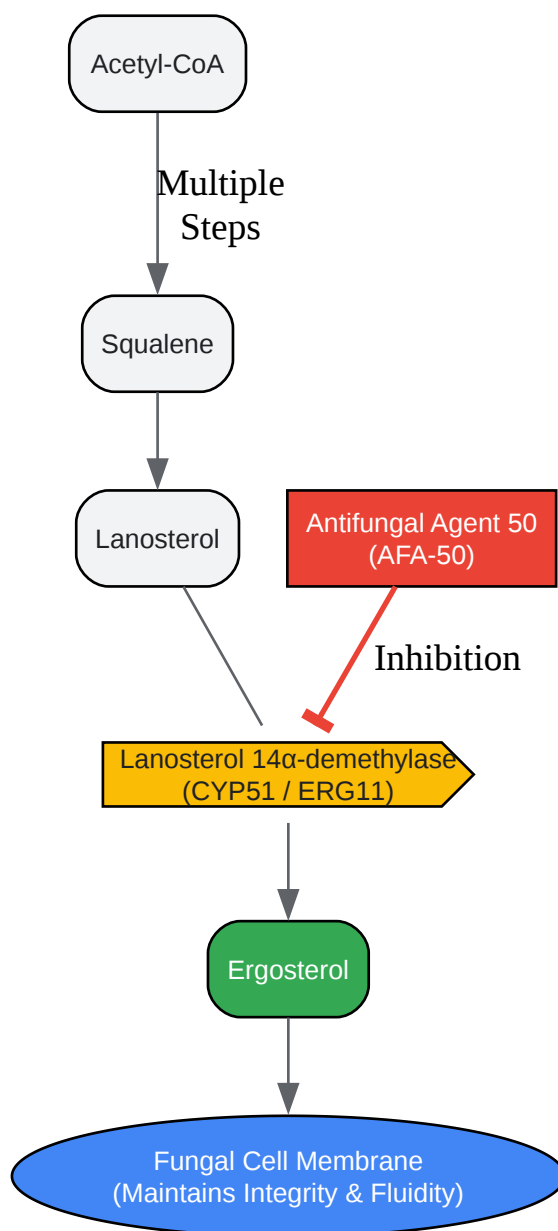 Acetyl-CoA
Multiple
Steps
Squalene
Lanosterol
Antifungal Agent 50
(AFA-50)
Inhibition
Lanosterol 14α-demethylase
(CYP51 / ERG11)
Ergosterol
Fungal Cell Membrane
(Maintains Integrity & Fluidity)